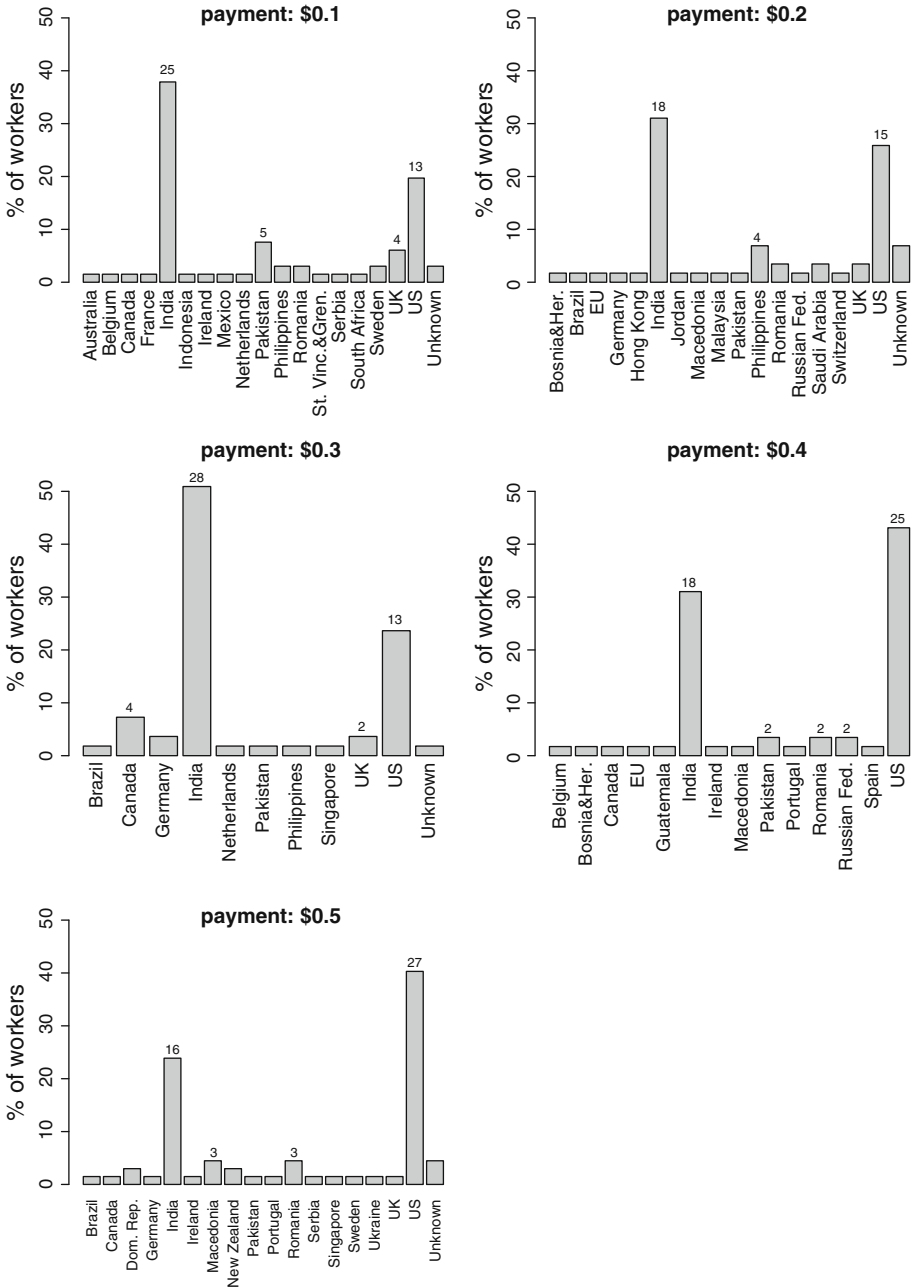 payment: $0.1
% of workers
50
40
30
20
10
0
25
5
4
13
Australia
Belgium
Canada
France
India
Indonesia
Ireland
Mexico
Netherlands
Pakistan
Philippines
Romania
St. Vinc.&Gren.
Serbia
South Africa
Sweden
UK
US
Unknown
payment: $0.2
% of workers
50
40
30
20
10
0
18
4
15
Bosnia&Her.
Brazil
EU
Germany
Hong Kong
India
Jordan
Macedonia
Malaysia
Pakistan
Philippines
Romania
Russian Fed.
Saudi Arabia
Switzerland
UK
US
Unknown
payment: $0.3
% of workers
50
40
30
20
10
0
4
28
2
13
Brazil
Canada
Germany
India
Netherlands
Pakistan
Philippines
Singapore
UK
US
Unknown
payment: $0.4
% of workers
50
40
30
20
10
0
18
2
2
2
25
Belgium
Bosnia&Her.
Canada
EU
Guatemala
India
Ireland
Macedonia
Pakistan
Portugal
Romania
Russian Fed.
Spain
US
payment: $0.5
% of workers
50
40
30
20
10
0
16
3
3
27
Brazil
Canada
Dom. Rep.
Germany
India
Ireland
Macedonia
New Zealand
Pakistan
Portugal
Romania
Serbia
Singapore
Sweden
Ukraine
UK
US
Unknown